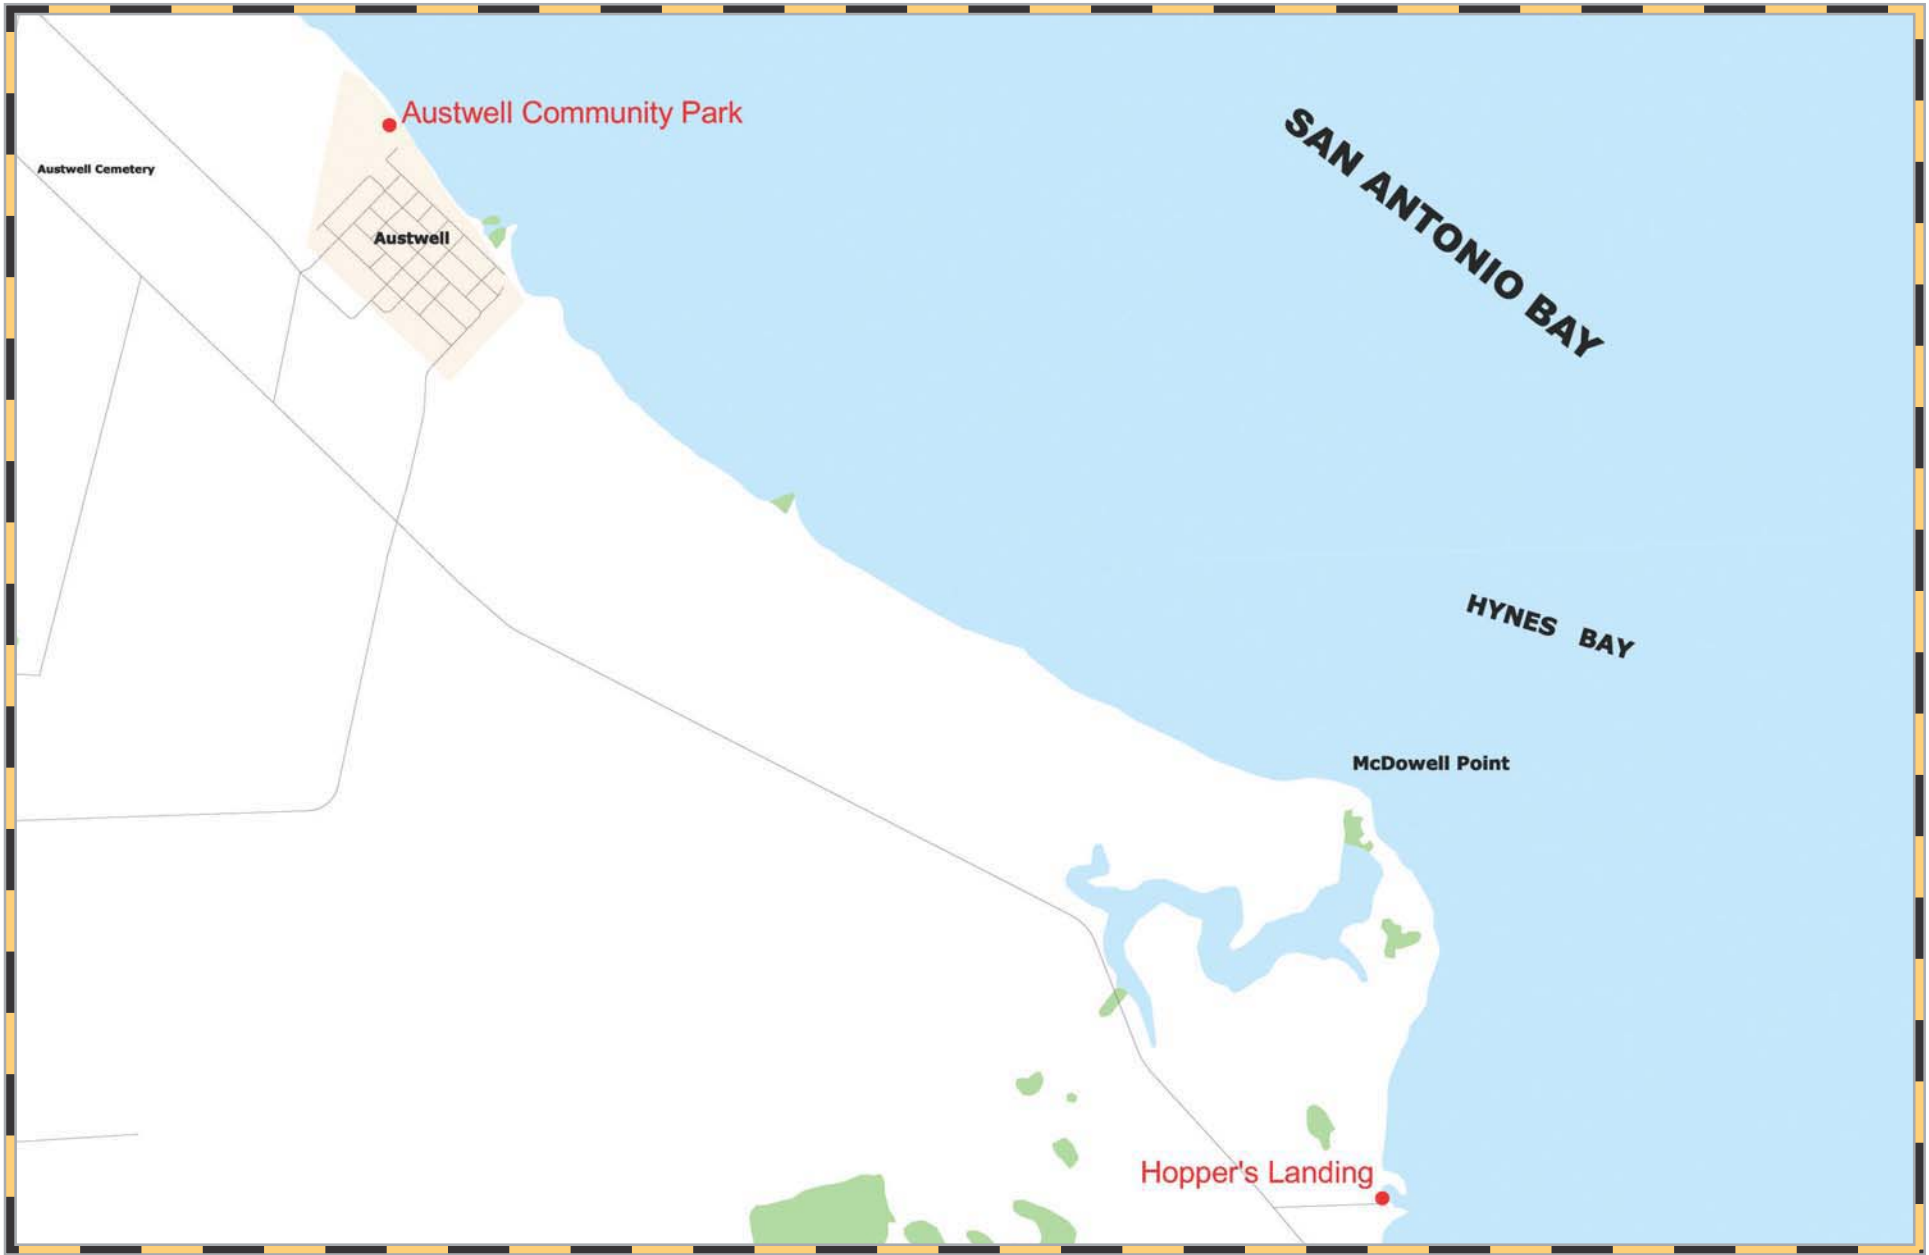 Austwell Community Park
SAN ANTONIO BAY
Austwell Cemetery
Austwell
HYNES BAY
McDowell Point
Hopper's Landing